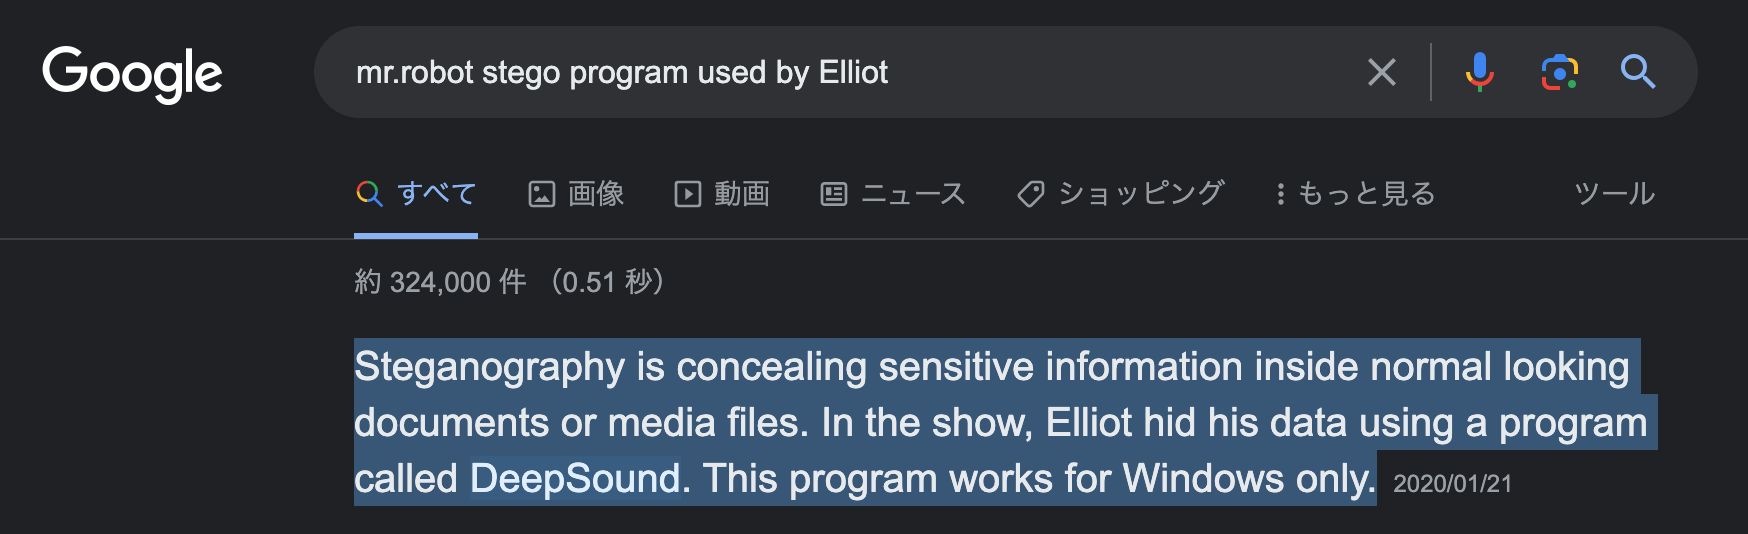 Google
mr.robot stego program used by Elliot
すべて 画像 動画 ニュース ショッピング もっと見る ツール
約 324,000 件 （0.51 秒）
Steganography is concealing sensitive information inside normal looking
documents or media files. In the show, Elliot hid his data using a program
called DeepSound. This program works for Windows only. 2020/01/21